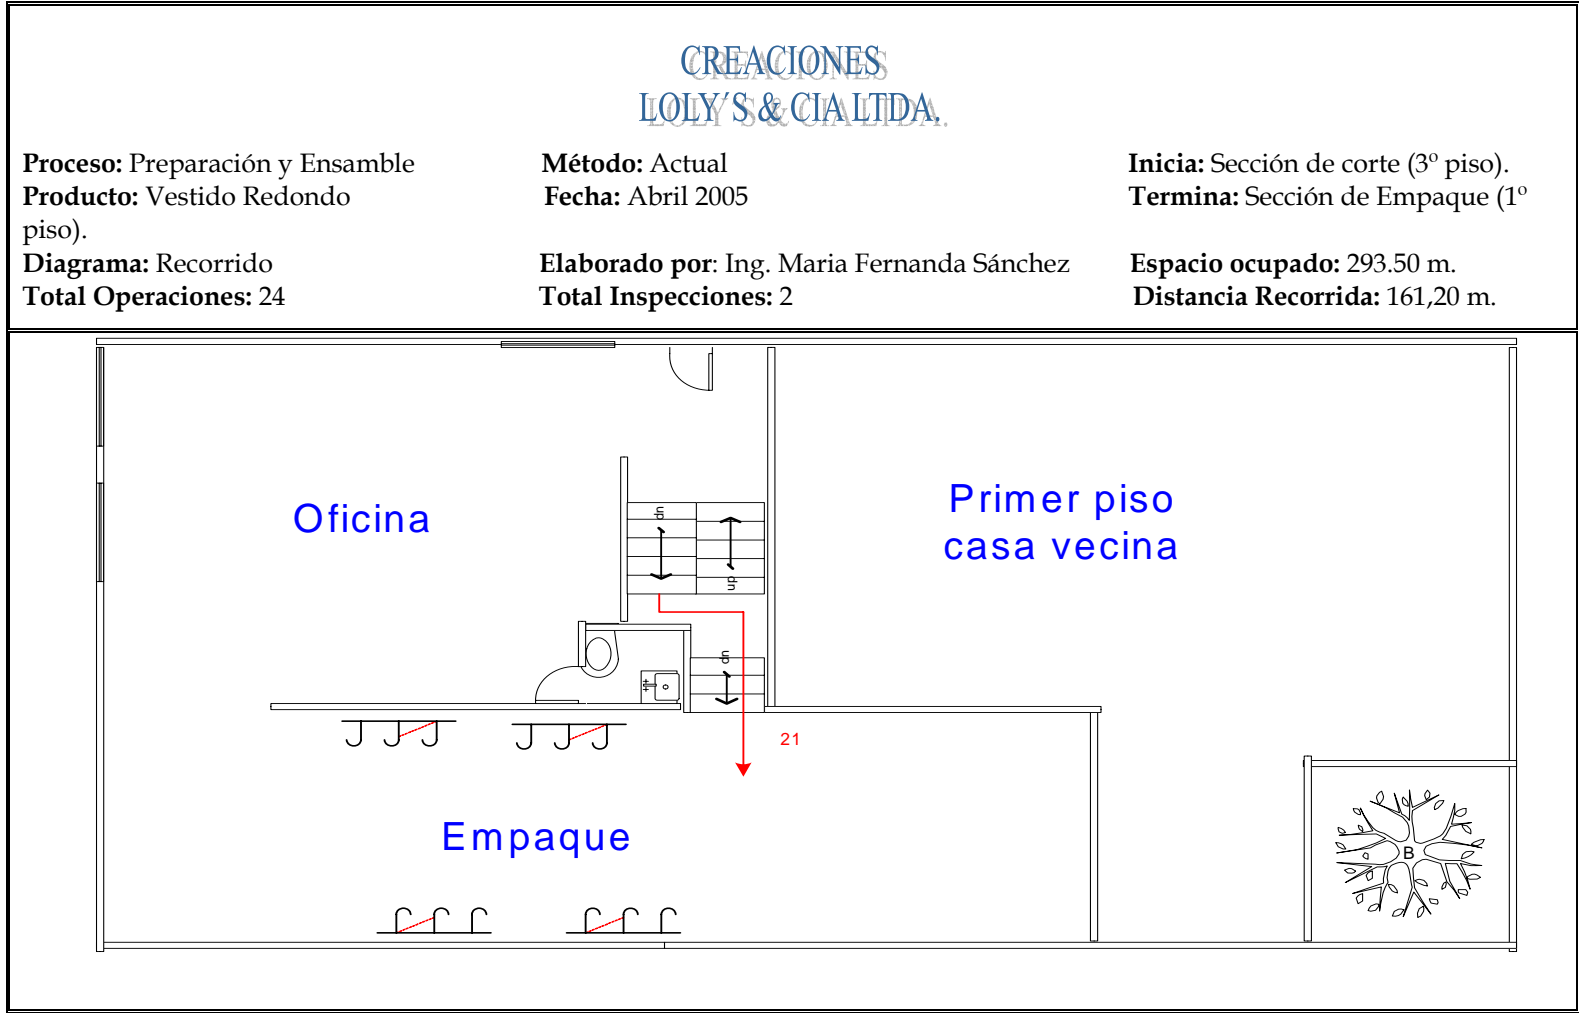 CREACIONES
LOLY´S & CIA LTDA.
Proceso: Preparación y Ensamble Método: Actual Inicia: Sección de corte (3º piso).
Producto: Vestido Redondo Fecha: Abril 2005 Termina: Sección de Empaque (1º
piso).
Diagrama: Recorrido Elaborado por: Ing. Maria Fernanda Sánchez Espacio ocupado: 293.50 m.
Total Operaciones: 24 Total Inspecciones: 2 Distancia Recorrida: 161,20 m.
Oficina
dn
up
Primer piso
casa vecina
dn
21
Empaque
B